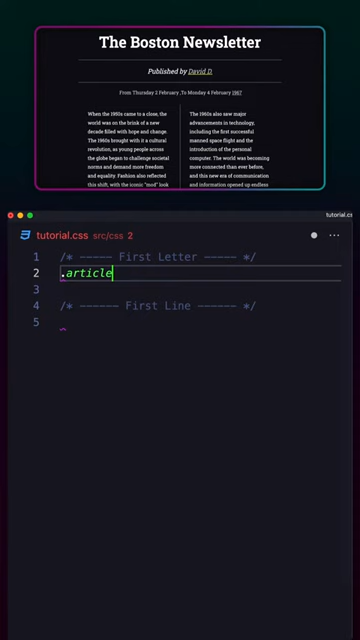 The Boston Newsletter
Published by David D.
From Thursday 2 February ,To Monday 4 February 1987
When the 1950s came to a close, the
world was on the brink of a new
decade filled with hope and change.
The 1960s brought with it a cultural
revolution, as young people across
the globe began to challenge societal
norms and demand more freedom
and equality. Fashion also reflected
this shift, with the iconic "mod" look
The 1960s also saw major
advancements in technology,
including the first successful
manned space flight and the
introduction of the personal
computer. The world was becoming
more connected than ever before,
and this new era of communication
and information opened up endless
tutorial.cs
tutorial.css src/css 2
1 /* ----- First Letter ----- */
2 .article
3
4 /* ------ First Line ------ */
5